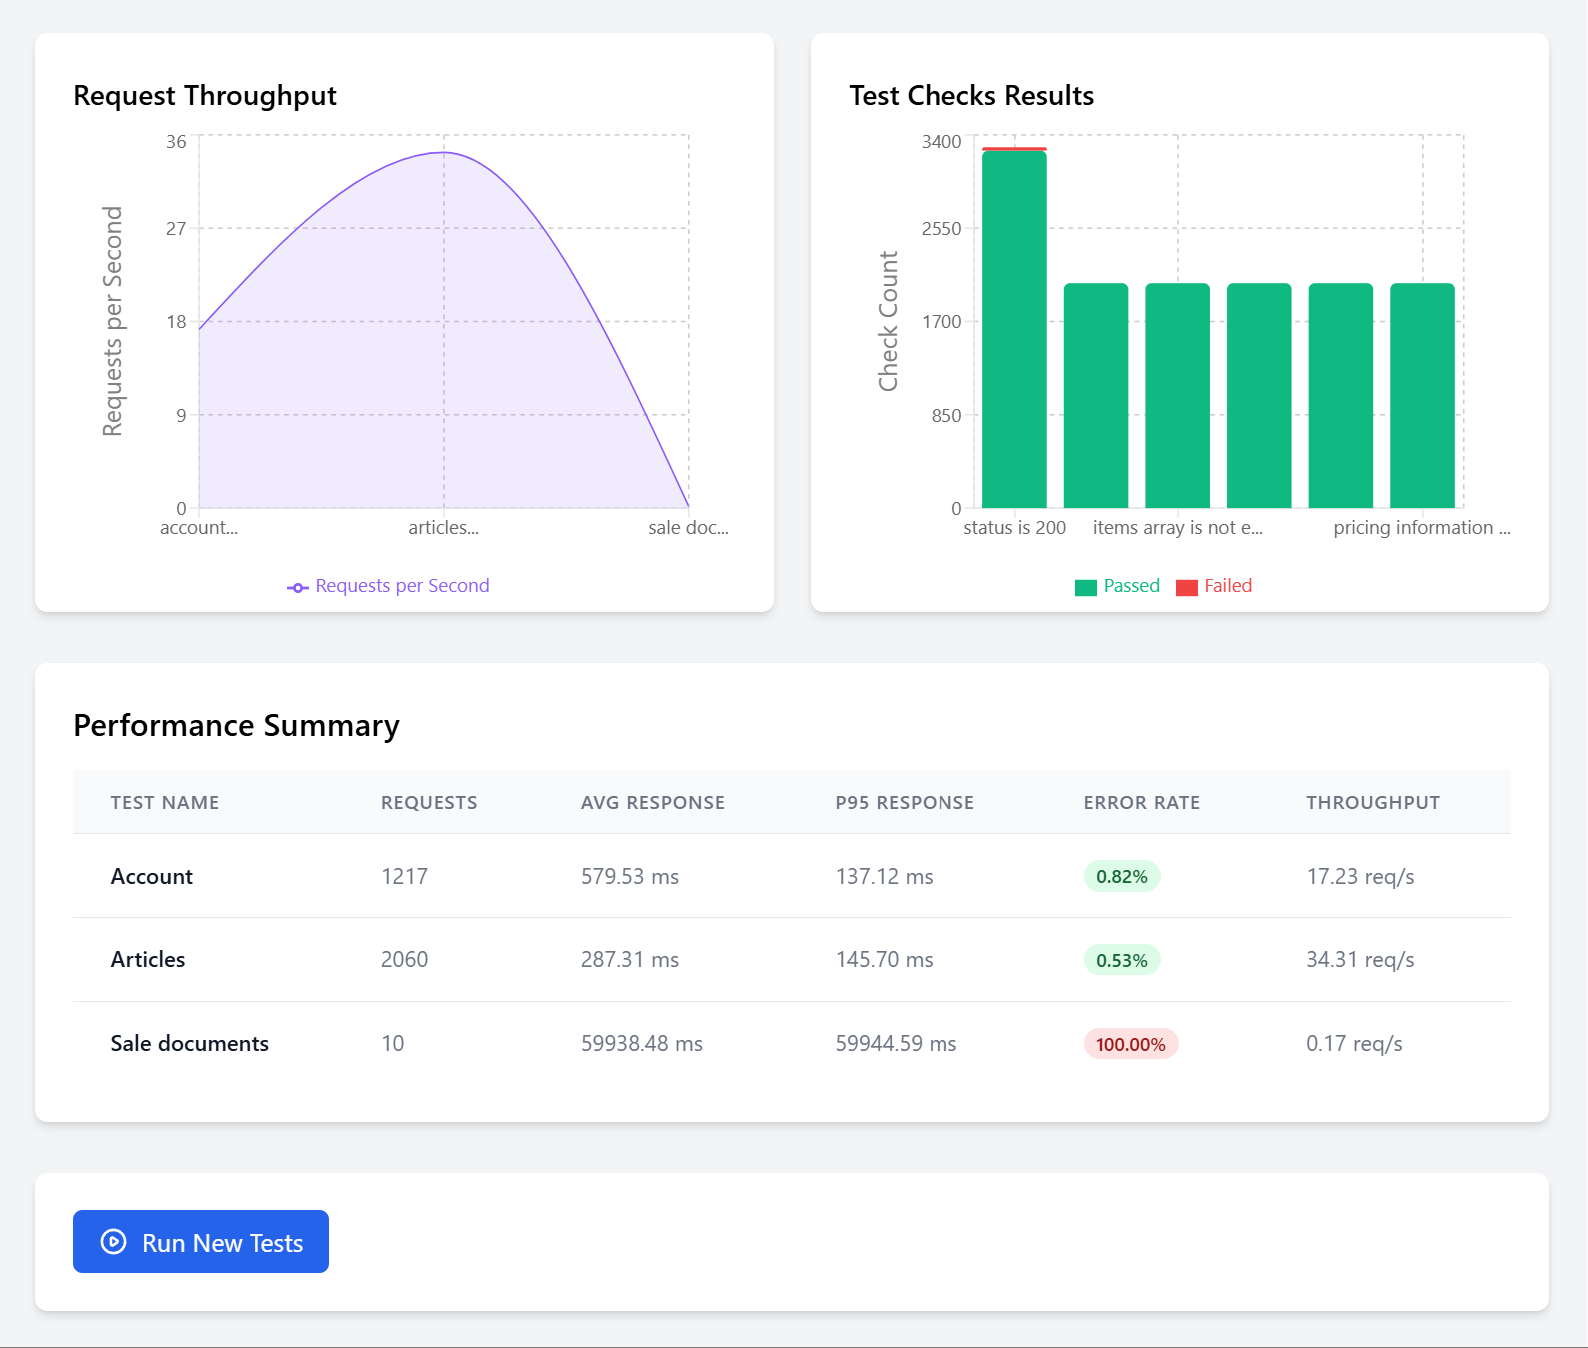 Request Throughput
36
27
18
9
0
Requests per Second
account...
articles...
sale doc...
Requests per Second
Test Checks Results
3400
2550
1700
850
0
Check Count
status is 200
items array is not e...
pricing information ...
Passed
Failed
Performance Summary
TEST NAME REQUESTS AVG RESPONSE P95 RESPONSE ERROR RATE THROUGHPUT
Account 1217 579.53 ms 137.12 ms 0.82% 17.23 req/s
Articles 2060 287.31 ms 145.70 ms 0.53% 34.31 req/s
Sale documents 10 59938.48 ms 59944.59 ms 100.00% 0.17 req/s
Run New Tests